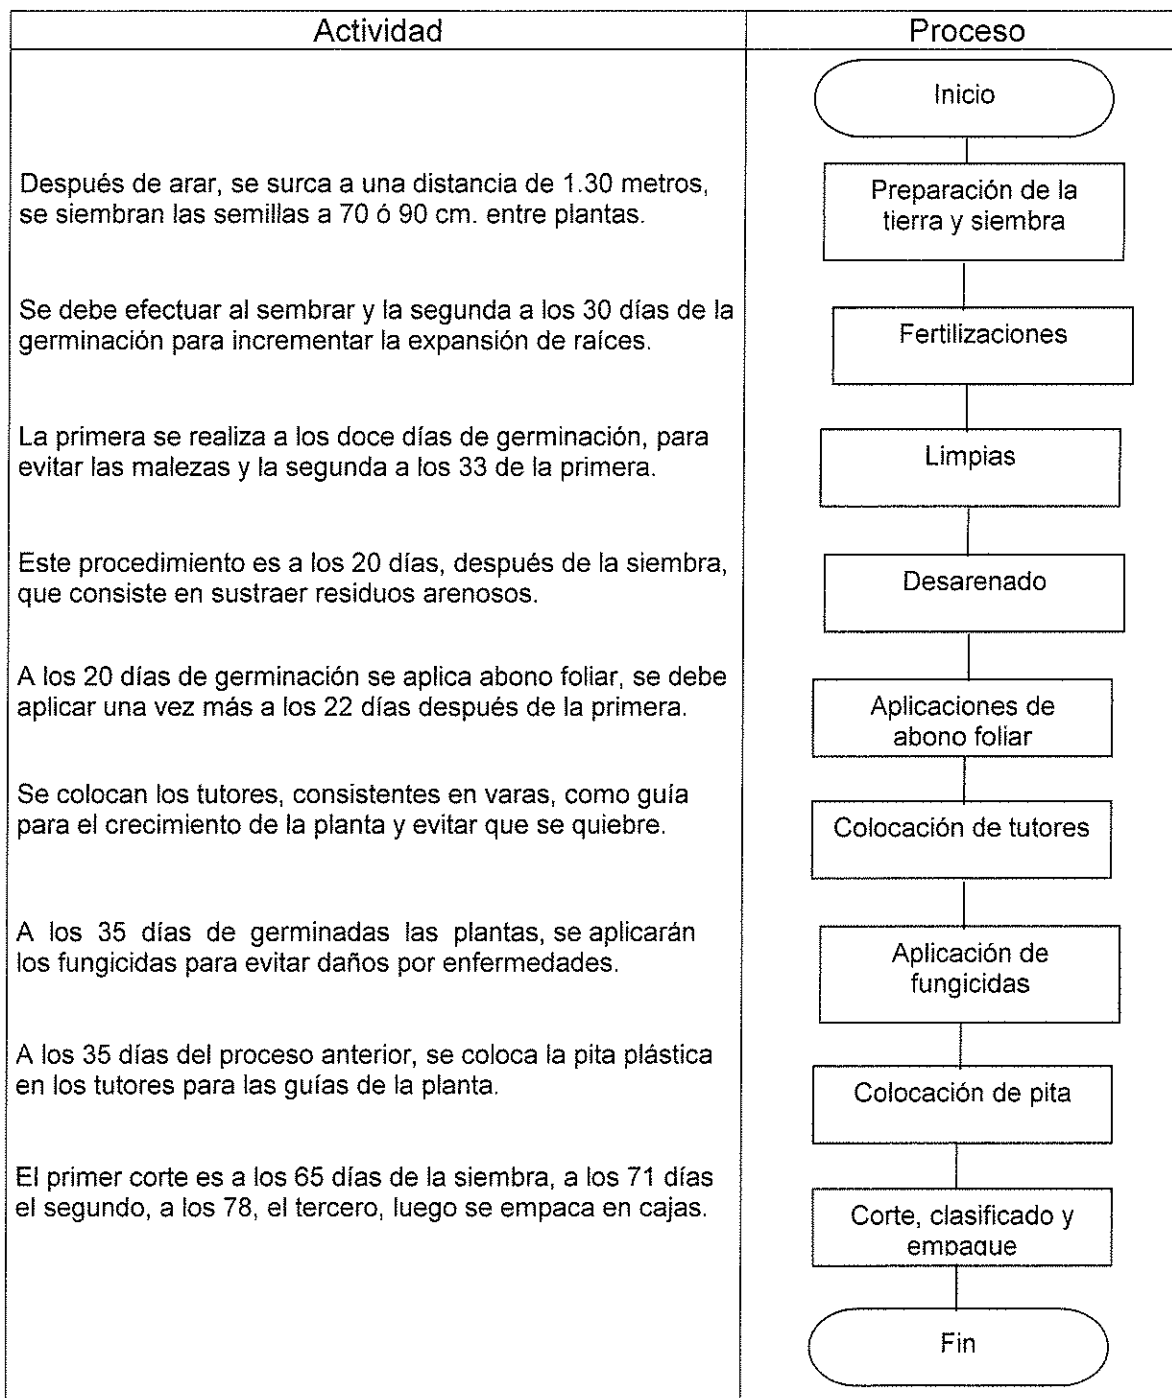 Actividad
Proceso
Inicio
Después de arar, se surca a una distancia de 1.30 metros,
se siembran las semillas a 70 ó 90 cm. entre plantas.
Preparación de la
tierra y siembra
Se debe efectuar al sembrar y la segunda a los 30 días de la
germinación para incrementar la expansión de raíces.
Fertilizaciones
La primera se realiza a los doce días de germinación, para
evitar las malezas y la segunda a los 33 de la primera.
Limpias
Este procedimiento es a los 20 días, después de la siembra,
que consiste en sustraer residuos arenosos.
Desarenado
A los 20 días de germinación se aplica abono foliar, se debe
aplicar una vez más a los 22 días después de la primera.
Aplicaciones de
abono foliar
Se colocan los tutores, consistentes en varas, como guía
para el crecimiento de la planta y evitar que se quiebre.
Colocación de tutores
A los 35 días de germinadas las plantas, se aplicarán
los fungicidas para evitar daños por enfermedades.
Aplicación de
fungicidas
A los 35 días del proceso anterior, se coloca la pita plástica
en los tutores para las guías de la planta.
Colocación de pita
El primer corte es a los 65 días de la siembra, a los 71 días
el segundo, a los 78, el tercero, luego se empaca en cajas.
Corte, clasificado y
empaque
Fin